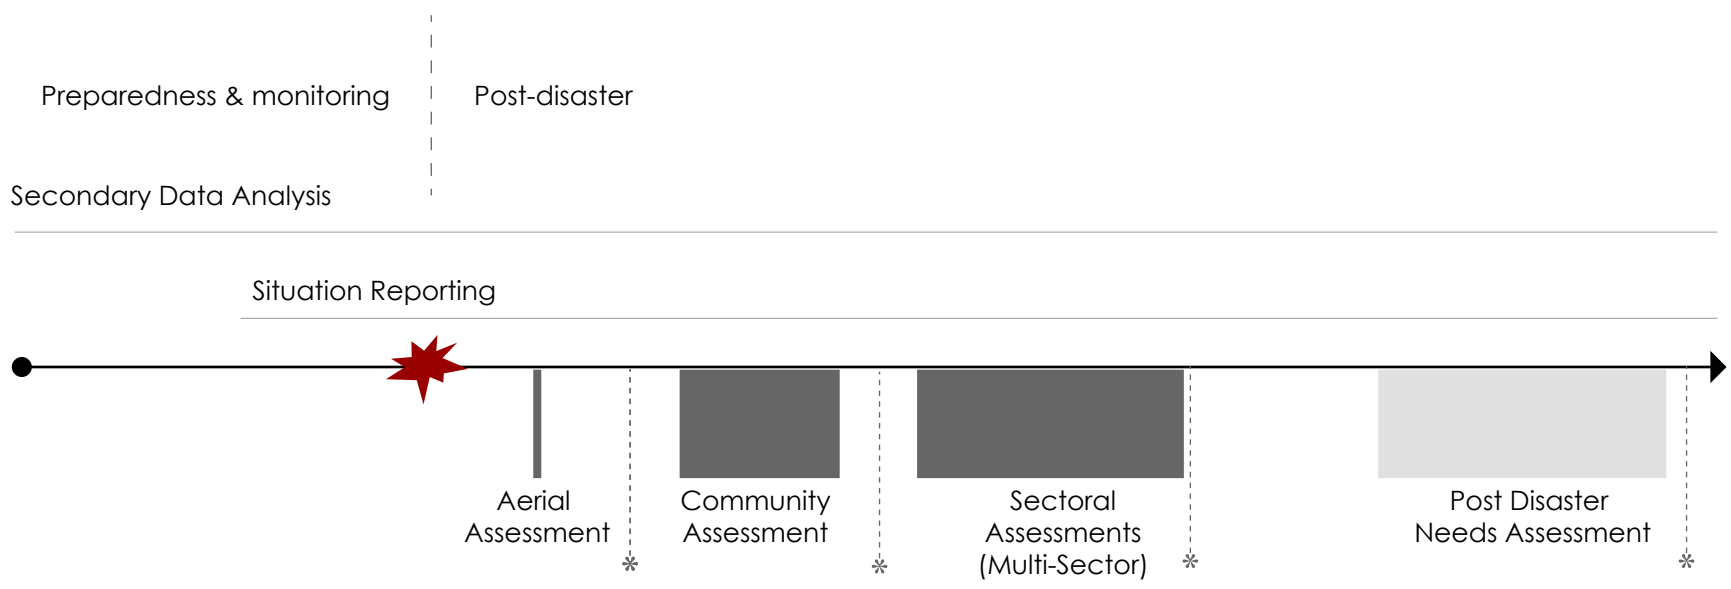 Preparedness & monitoring
Post-disaster
Secondary Data Analysis
Situation Reporting
Aerial
Assessment
*
Community
Assessment
*
Sectoral
Assessments
(Multi-Sector)
*
Post Disaster
Needs Assessment
*